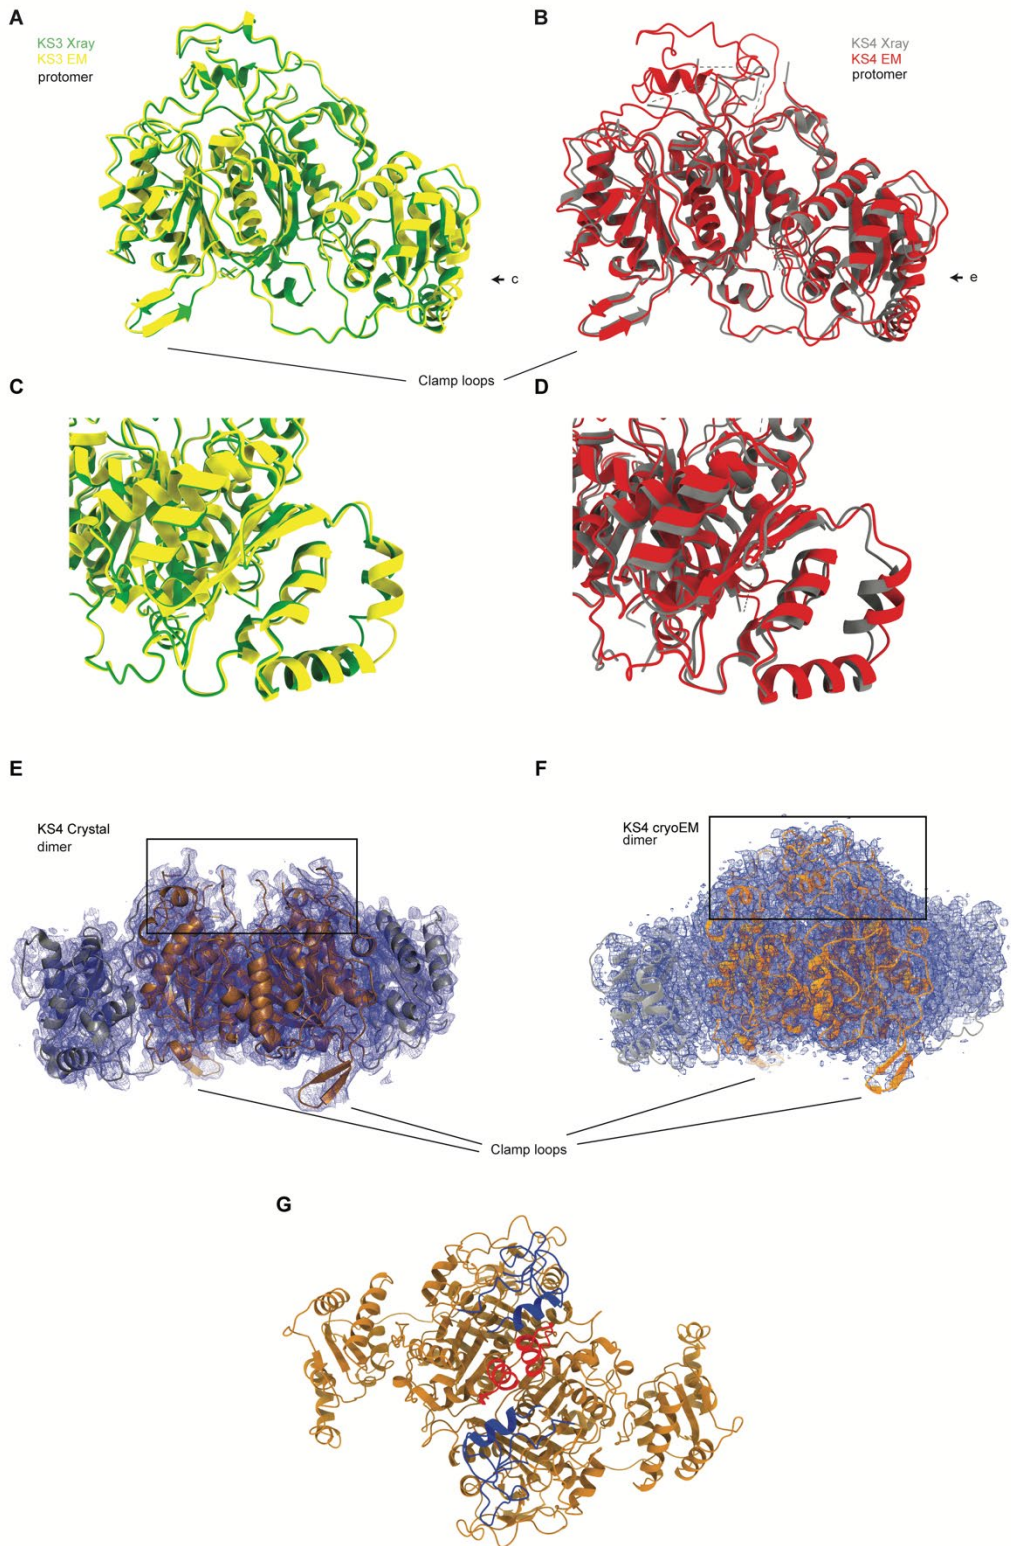 A
KS3 Xray
KS3 EM
protomer
c
B
KS4 Xray
KS4 EM
protomer
e
Clamp loops
C
D
E
KS4 Crystal
dimer
F
KS4 cryoEM
dimer
Clamp loops
G